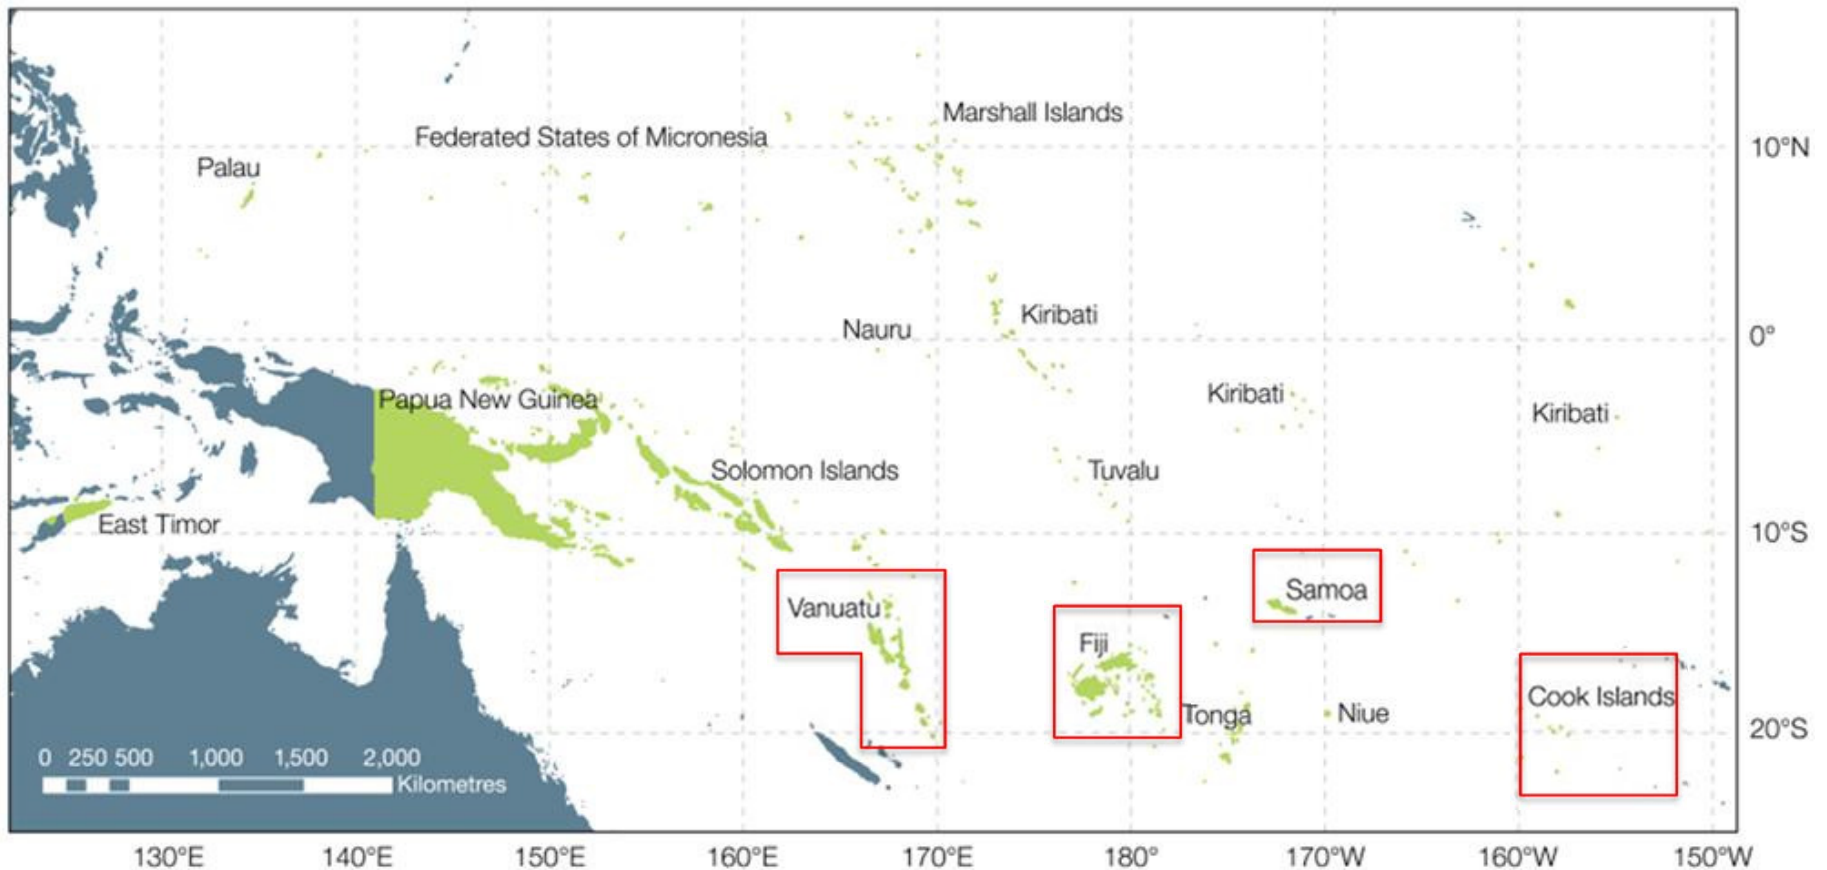 Marshall Islands
Federated States of Micronesia
10°N
Palau
Kiribati
Nauru
0°
Kiribati
Papua New Guinea
Kiribati
Solomon Islands
Tuvalu
East Timor
10°S
Samoa
Vanuatu
Fiji
Cook Islands
Tonga
Niue
20°S
0 250 500 1,000 1,500 2,000
Kilometres
130°E 140°E 150°E 160°E 170°E 180° 170°W 160°W 150°W